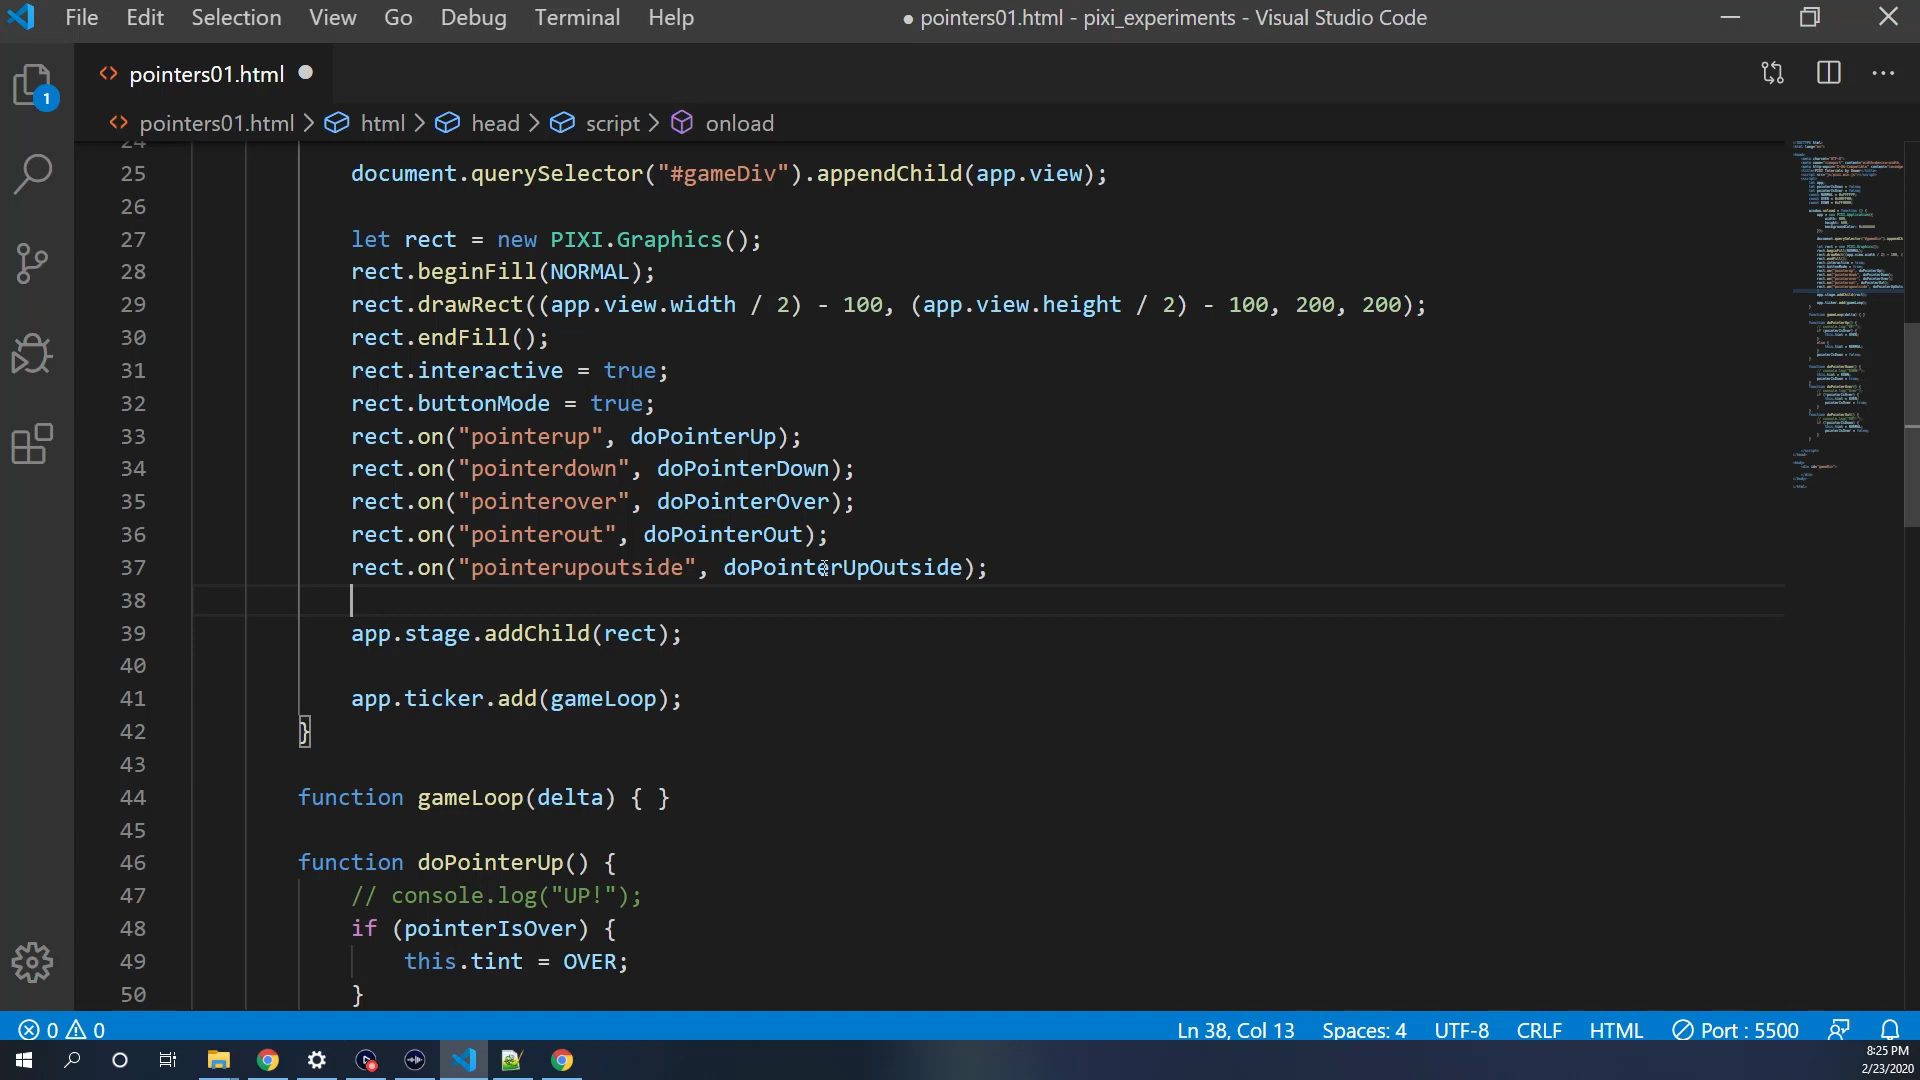 File Edit Selection View Go Debug Terminal Help ● pointers01.html - pixi_experiments - Visual Studio Code
pointers01.html
1
pointers01.html > html > head > script > onload
24
25 document.querySelector("#gameDiv").appendChild(app.view);
26
27 let rect = new PIXI.Graphics();
28 rect.beginFill(NORMAL);
29 rect.drawRect((app.view.width / 2) - 100, (app.view.height / 2) - 100, 200, 200);
30 rect.endFill();
31 rect.interactive = true;
32 rect.buttonMode = true;
33 rect.on("pointerup", doPointerUp);
34 rect.on("pointerdown", doPointerDown);
35 rect.on("pointerover", doPointerOver);
36 rect.on("pointerout", doPointerOut);
37 rect.on("pointerupoutside", doPointerUpOutside);
38
39 app.stage.addChild(rect);
40
41 app.ticker.add(gameLoop);
42 }
43
44 function gameLoop(delta) { }
45
46 function doPointerUp() {
47 // console.log("UP!");
48 if (pointerIsOver) {
49 this.tint = OVER;
50 }
0 0 Ln 38, Col 13 Spaces: 4 UTF-8 CRLF HTML Port : 5500
8:25 PM
2/23/2020